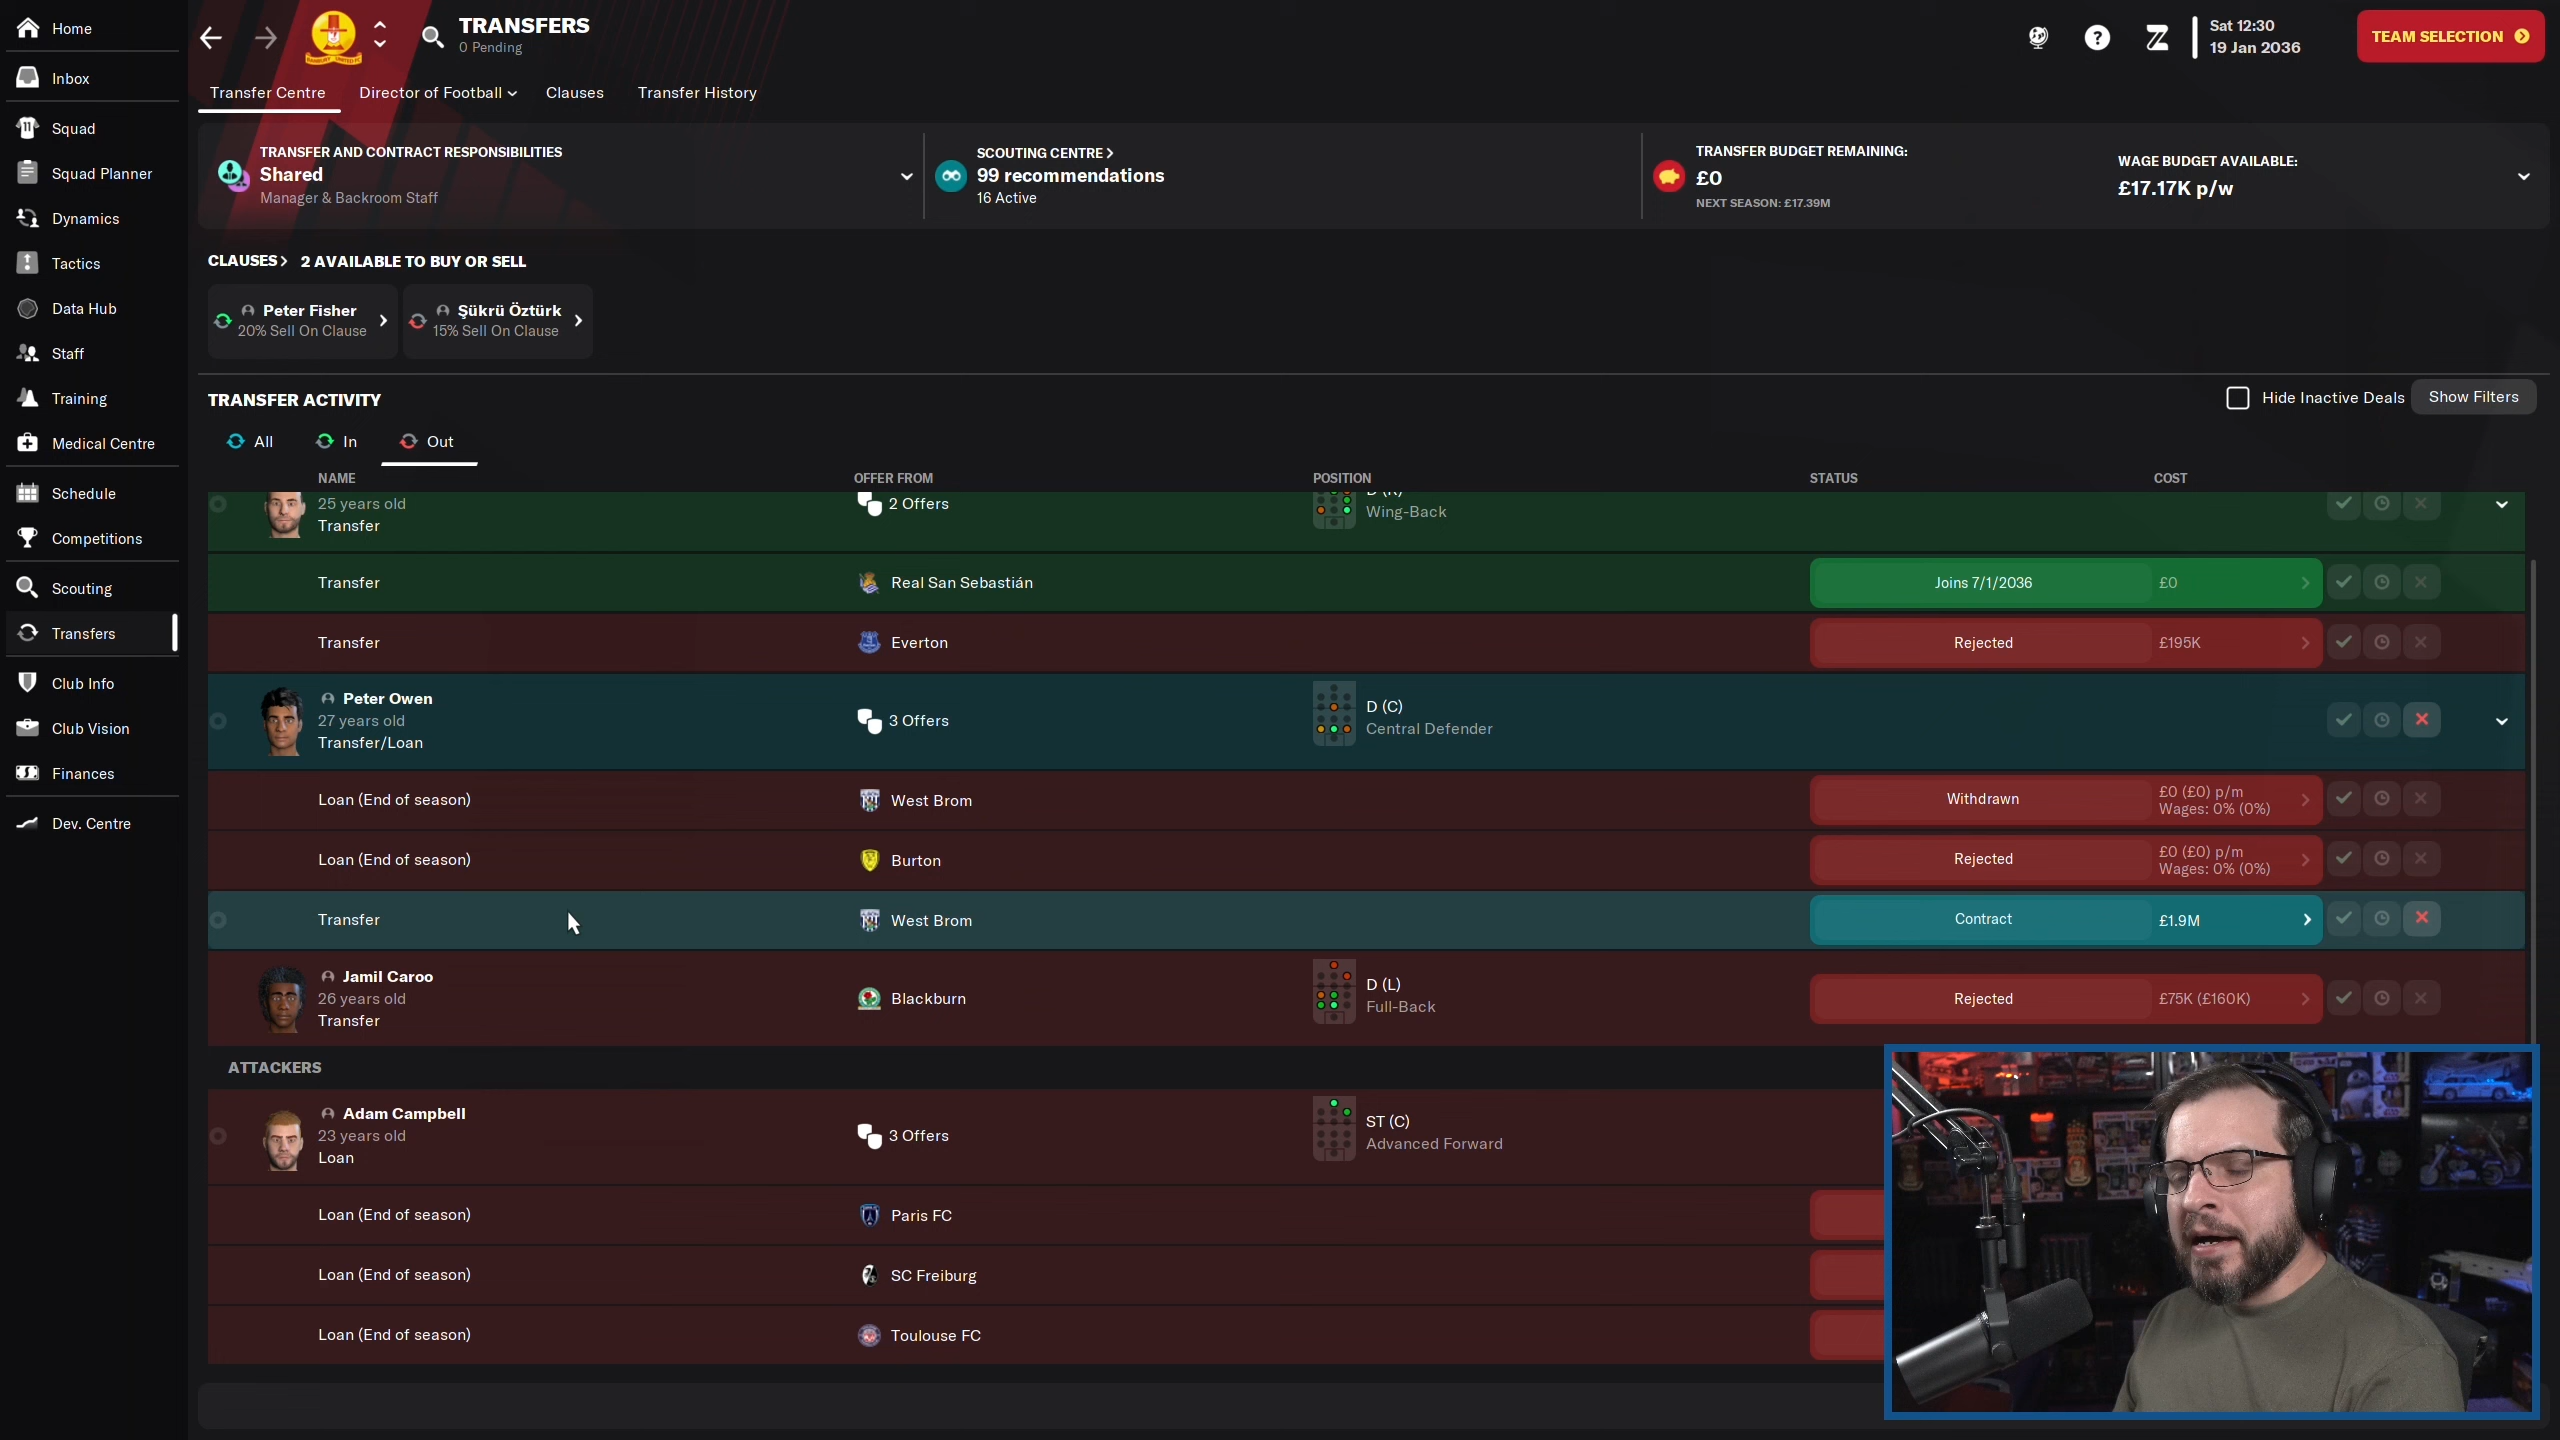 Home
Inbox
Squad
Squad Planner
Dynamics
Tactics
Data Hub
Staff
Training
Medical Centre
Schedule
Competitions
Scouting
Transfers
Club Info
Club Vision
Finances
Dev. Centre
TRANSFERS
0 Pending
Sat 12:30
19 Jan 2036
TEAM SELECTION
Transfer Centre
Director of Football
Clauses
Transfer History
TRANSFER AND CONTRACT RESPONSIBILITIES
Shared
Manager & Backroom Staff
SCOUTING CENTRE
99 recommendations
16 Active
TRANSFER BUDGET REMAINING:
£0
NEXT SEASON: £17.39M
WAGE BUDGET AVAILABLE:
£17.17K p/w
CLAUSES 2 AVAILABLE TO BUY OR SELL
Peter Fisher
20% Sell On Clause
Şükrü Öztürk
15% Sell On Clause
TRANSFER ACTIVITY
Hide Inactive Deals
Show Filters
All In Out
NAME OFFER FROM POSITION STATUS COST
25 years old
Transfer
2 Offers
Wing-Back
Transfer Real San Sebastián Joins 7/1/2036 £0
Transfer Everton Rejected £195K
Peter Owen
27 years old
Transfer/Loan
3 Offers
D (C)
Central Defender
Loan (End of season) West Brom Withdrawn £0 (£0) p/m
Wages: 0% (0%)
Loan (End of season) Burton Rejected £0 (£0) p/m
Wages: 0% (0%)
Transfer West Brom Contract £1.9M
Jamil Caroo
26 years old
Transfer
Blackburn
D (L)
Full-Back
Rejected £75K (£160K)
ATTACKERS
Adam Campbell
23 years old
Loan
3 Offers
ST (C)
Advanced Forward
Loan (End of season) Paris FC
Loan (End of season) SC Freiburg
Loan (End of season) Toulouse FC